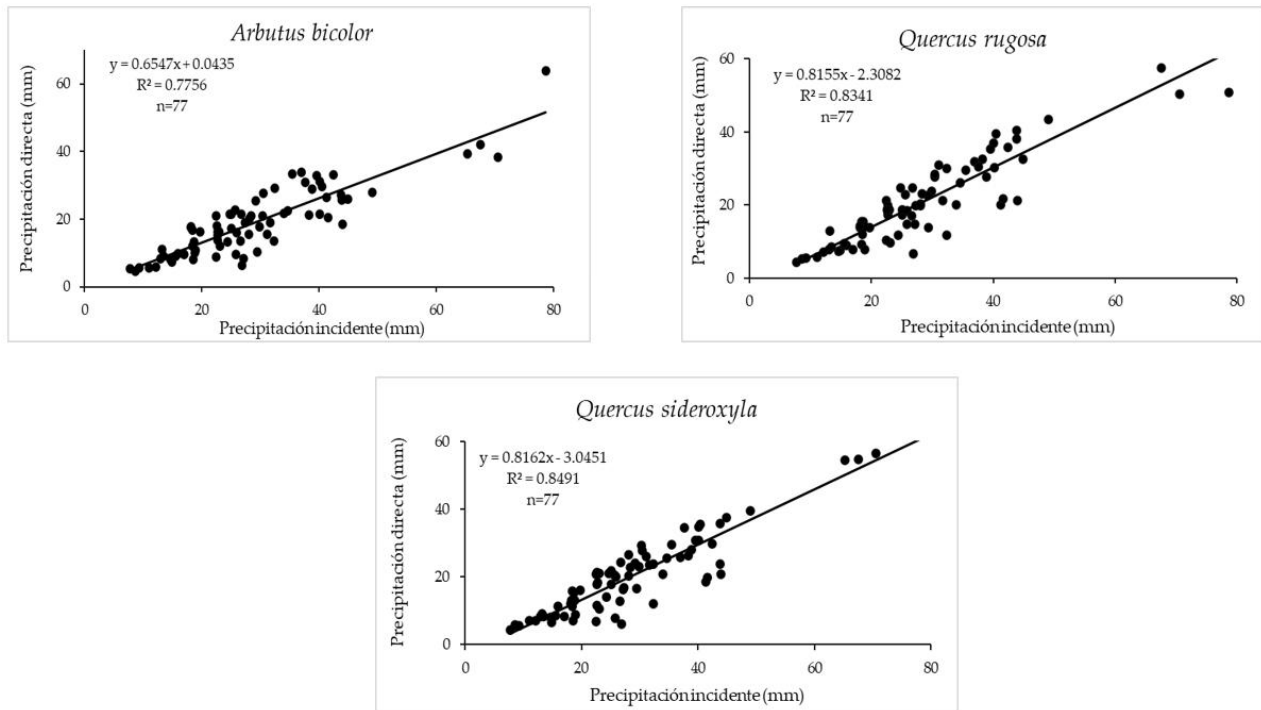 Arbutus bicolor
y = 0.6547x + 0.0435
R² = 0.7756
n=77
Precipitación directa (mm)
60
40
20
0
0 20 40 60 80
Precipitación incidente (mm)
Quercus rugosa
y = 0.8155x - 2.3082
R² = 0.8341
n=77
Precipitación directa (mm)
60
40
20
0
0 20 40 60 80
Precipitación incidente (mm)
Quercus sideroxyla
y = 0.8162x - 3.0451
R² = 0.8491
n=77
Precipitación directa (mm)
60
40
20
0
0 20 40 60 80
Precipitación incidente (mm)